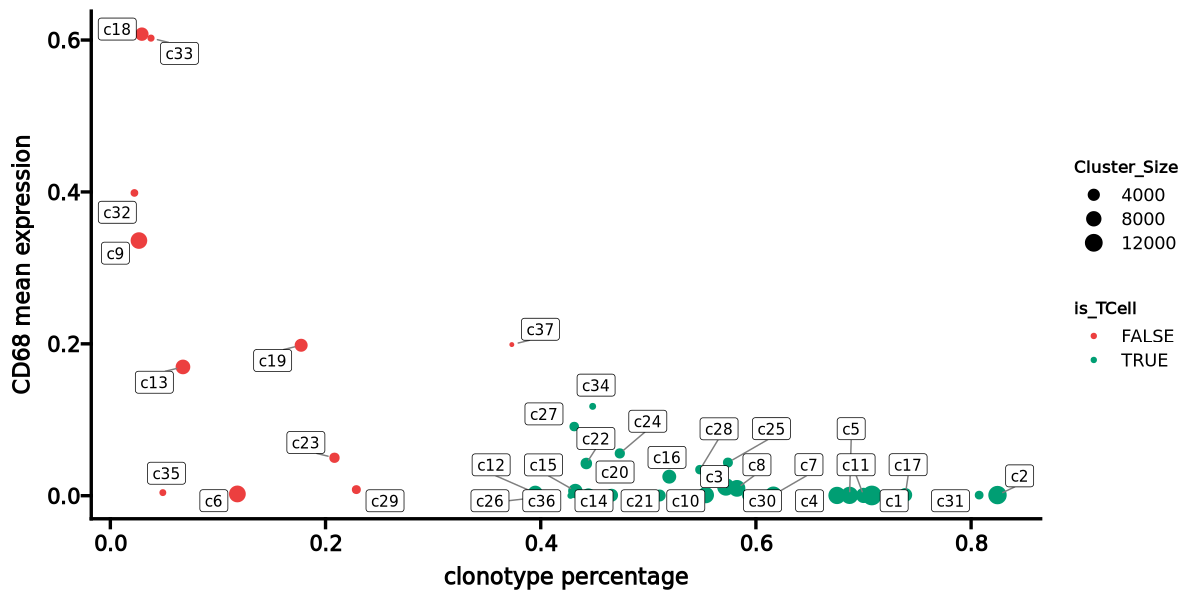 c18
c33
c32
c9
c19
c13
c37
c34
c27
c24
c22
c28
c25
c5
c23
c35
c6
c29
c12
c15
c20
c16
c3
c8
c7
c11
c17
c2
c26
c36
c14
c21
c10
c30
c4
c1
c31
0.6
0.4
0.2
0.0
CD68 mean expression
0.0
0.2
0.4
0.6
0.8
clonotype percentage
Cluster_Size
4000
8000
12000
is_TCell
FALSE
TRUE